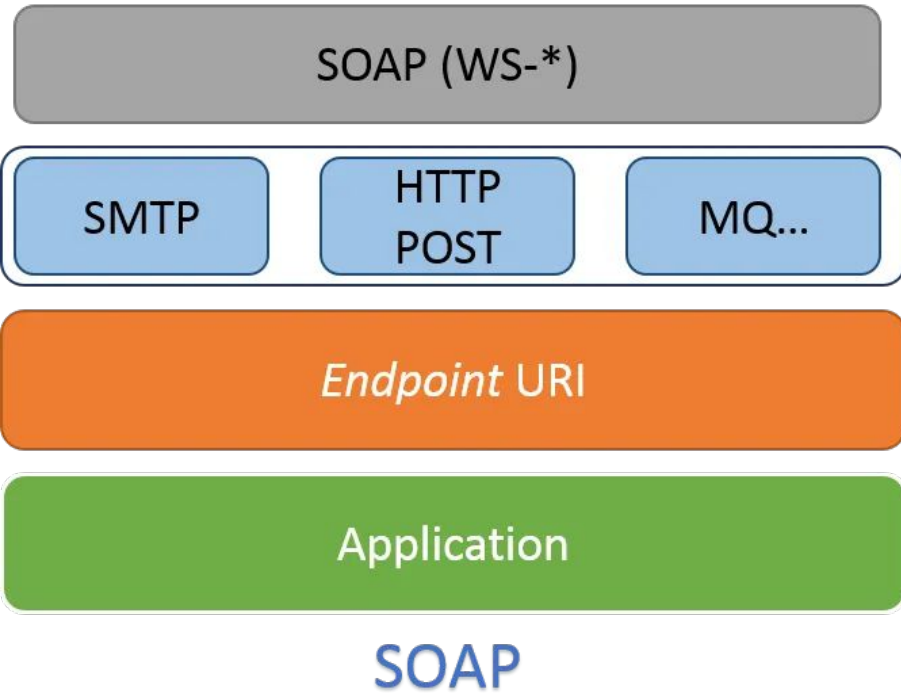 SOAP (WS-*)
SMTP
HTTP
POST
MQ...
Endpoint URI
Application
SOAP